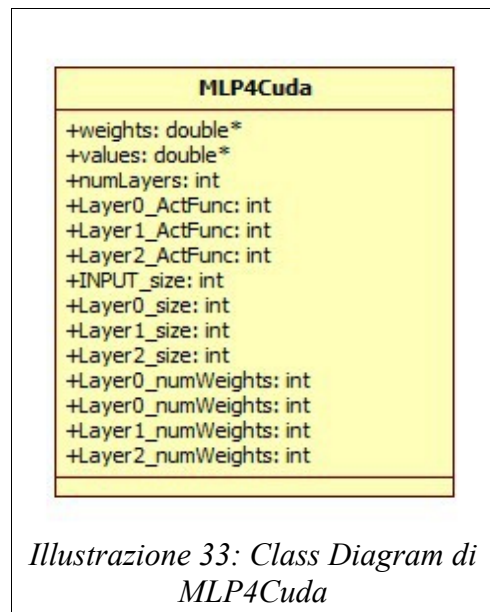 MLP4Cuda
+weights: double*
+values: double*
+numLayers: int
+Layer0_ActFunc: int
+Layer1_ActFunc: int
+Layer2_ActFunc: int
+INPUT_size: int
+Layer0_size: int
+Layer1_size: int
+Layer2_size: int
+Layer0_numWeights: int
+Layer0_numWeights: int
+Layer1_numWeights: int
+Layer2_numWeights: int
Illustrazione 33: Class Diagram di
MLP4Cuda